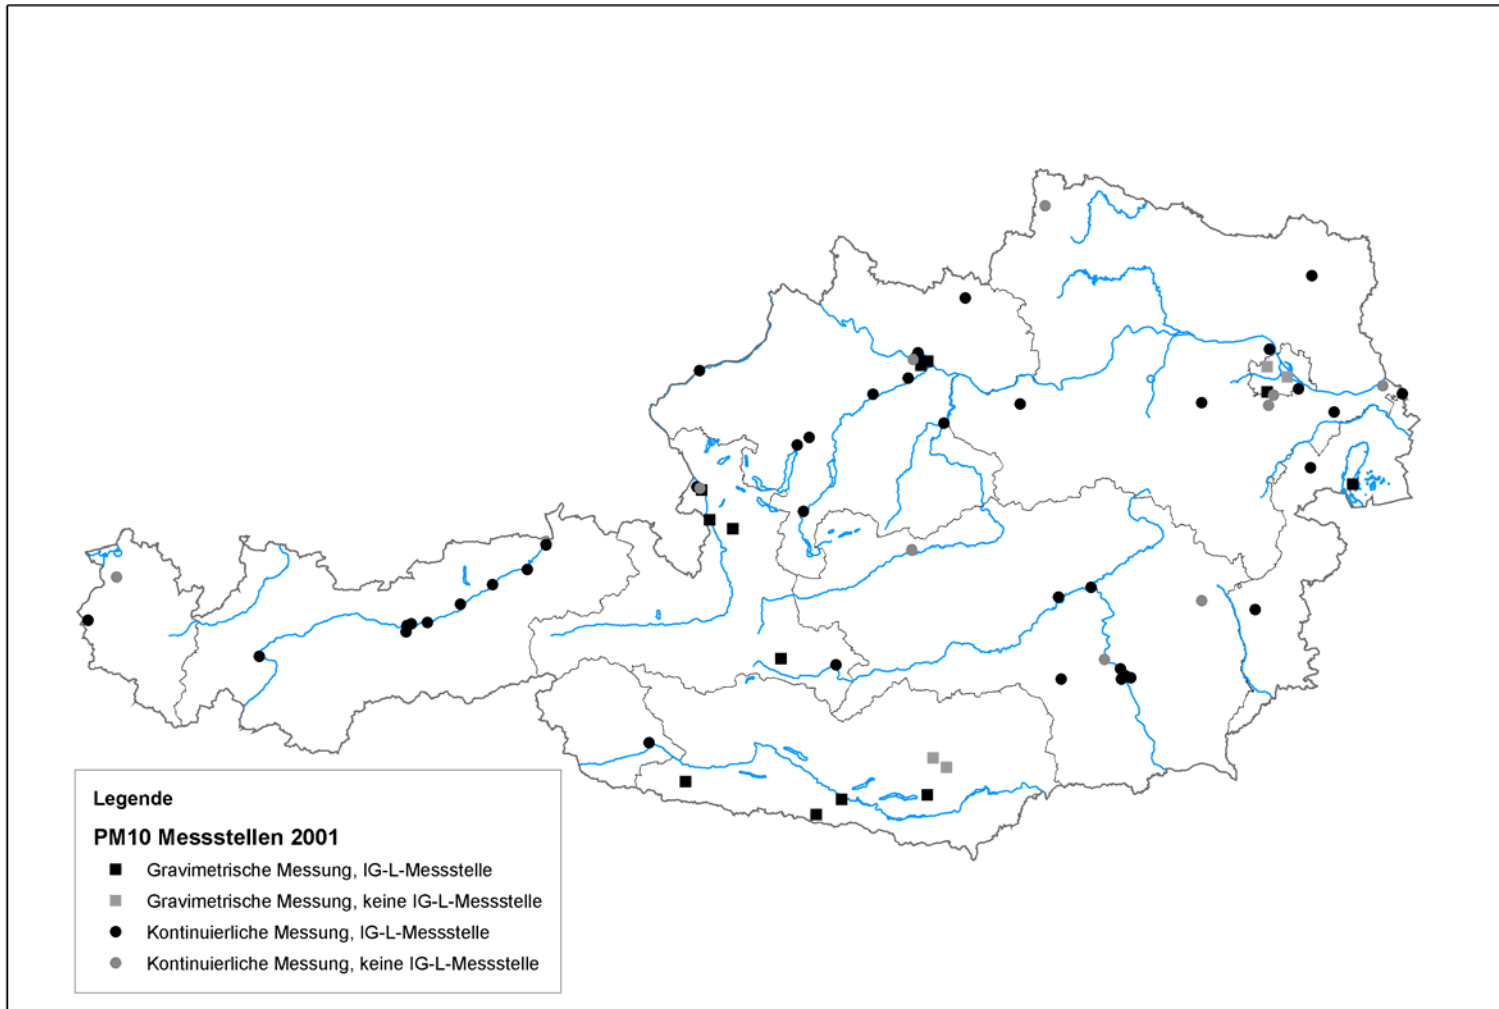 Legende
PM10 Messstellen 2001
Gravimetrische Messung, IG-L-Messstelle
Gravimetrische Messung, keine IG-L-Messstelle
Kontinuierliche Messung, IG-L-Messstelle
Kontinuierliche Messung, keine IG-L-Messstelle